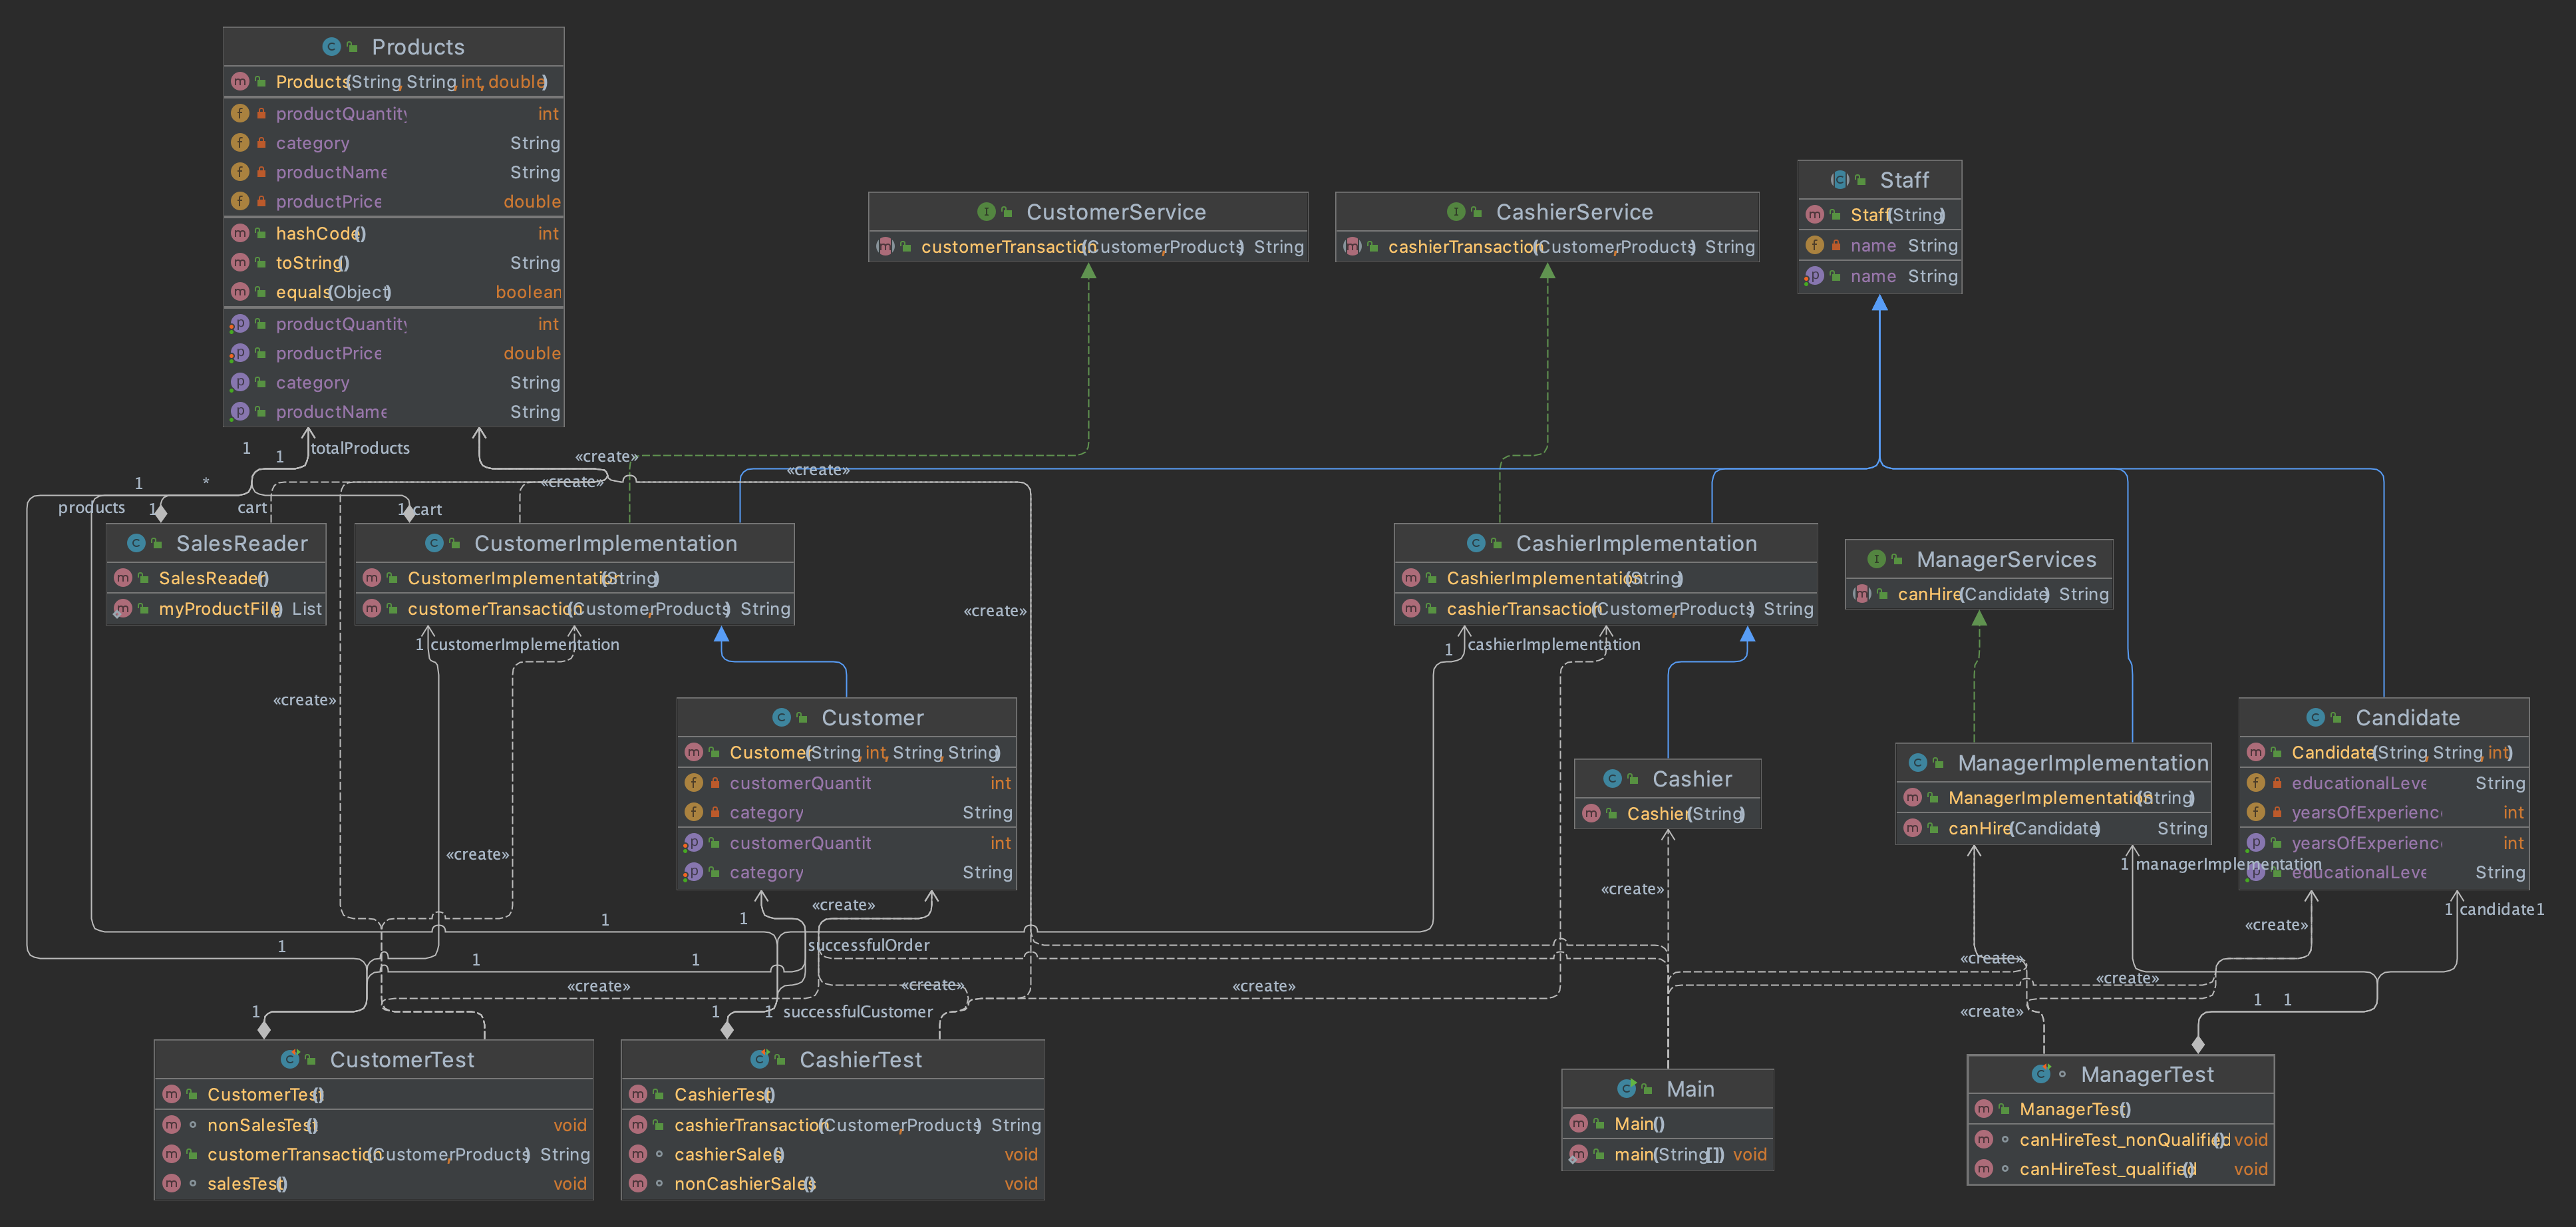 Products
Products(String, String, int, double)
productQuantity int
category String
productName String
productPrice double
hashCode() int
toString() String
equals(Object) boolean
productQuantity int
productPrice double
category String
productName String
CustomerService
customerTransaction(Customer, Products) String
CashierService
cashierTransaction(Customer, Products) String
Staff
Staff(String)
name String
name String
1
1
totalProducts
«create»
«create»
«create»
1
*
products
1
cart
1
cart
SalesReader
SalesReader()
myProductFile() List
CustomerImplementation
CustomerImplementation(String)
customerTransaction(Customer, Products) String
CashierImplementation
CashierImplementation(String)
cashierTransaction(Customer, Products) String
ManagerServices
canHire(Candidate) String
«create»
1
customerImplementation
1
cashierImplementation
«create»
Customer
Customer(String, int, String, String)
customerQuantit int
category String
customerQuantit int
category String
Cashier
Cashier(String)
ManagerImplementation
ManagerImplementation(String)
canHire(Candidate) String
Candidate
Candidate(String, String, int)
educationalLeve String
yearsOfExperienc int
yearsOfExperienc int
educationalLeve String
«create»
«create»
1 managerImplementation
«create»
1
1
1 candidate1
«create»
1
successfulOrder
1
1
«create»
«create»
«create»
«create»
«create»
1
1
1
1
1
successfulCustomer
«create»
CustomerTest
CustomerTest()
nonSalesTest() void
customerTransaction(Customer, Products) String
salesTest() void
CashierTest
CashierTest()
cashierTransaction(Customer, Products) String
cashierSales() void
nonCashierSales() void
Main
Main()
main(String[]) void
ManagerTest
ManagerTest()
canHireTest_nonQualified() void
canHireTest_qualified() void